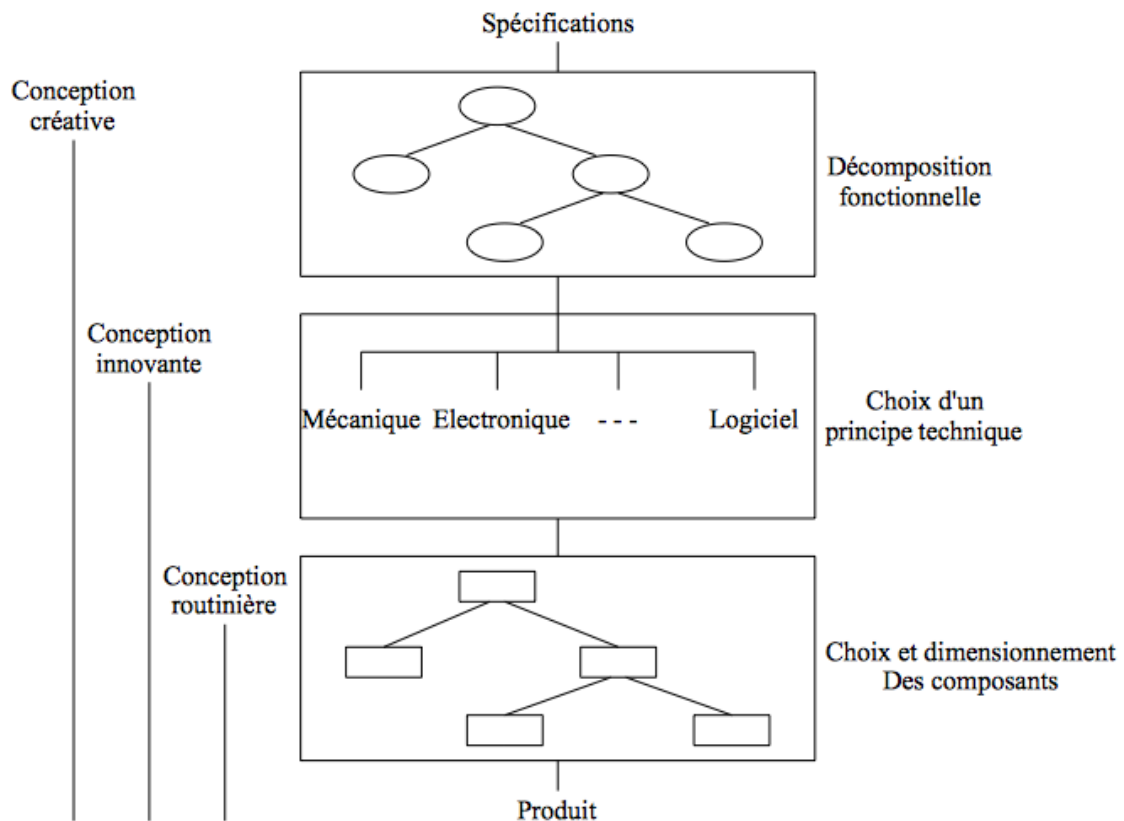 Spécifications
Conception
créative
Décomposition
fonctionnelle
Conception
innovante
Mécanique Electronique - - - Logiciel
Choix d'un
principe technique
Conception
routinière
Choix et dimensionnement
Des composants
Produit